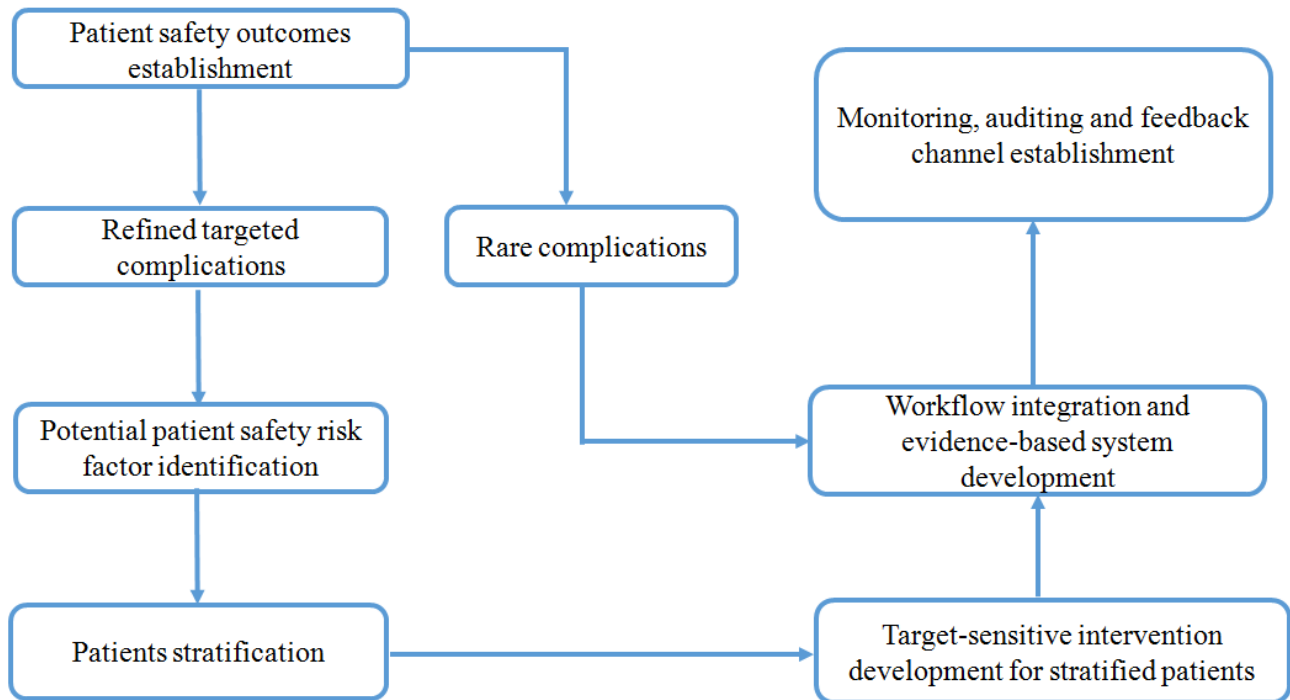 Patient safety outcomes
establishment
Monitoring, auditing and feedback
channel establishment
Refined targeted
complications
Rare complications
Potential patient safety risk
factor identification
Workflow integration and
evidence-based system
development
Patients stratification
Target-sensitive intervention
development for stratified patients